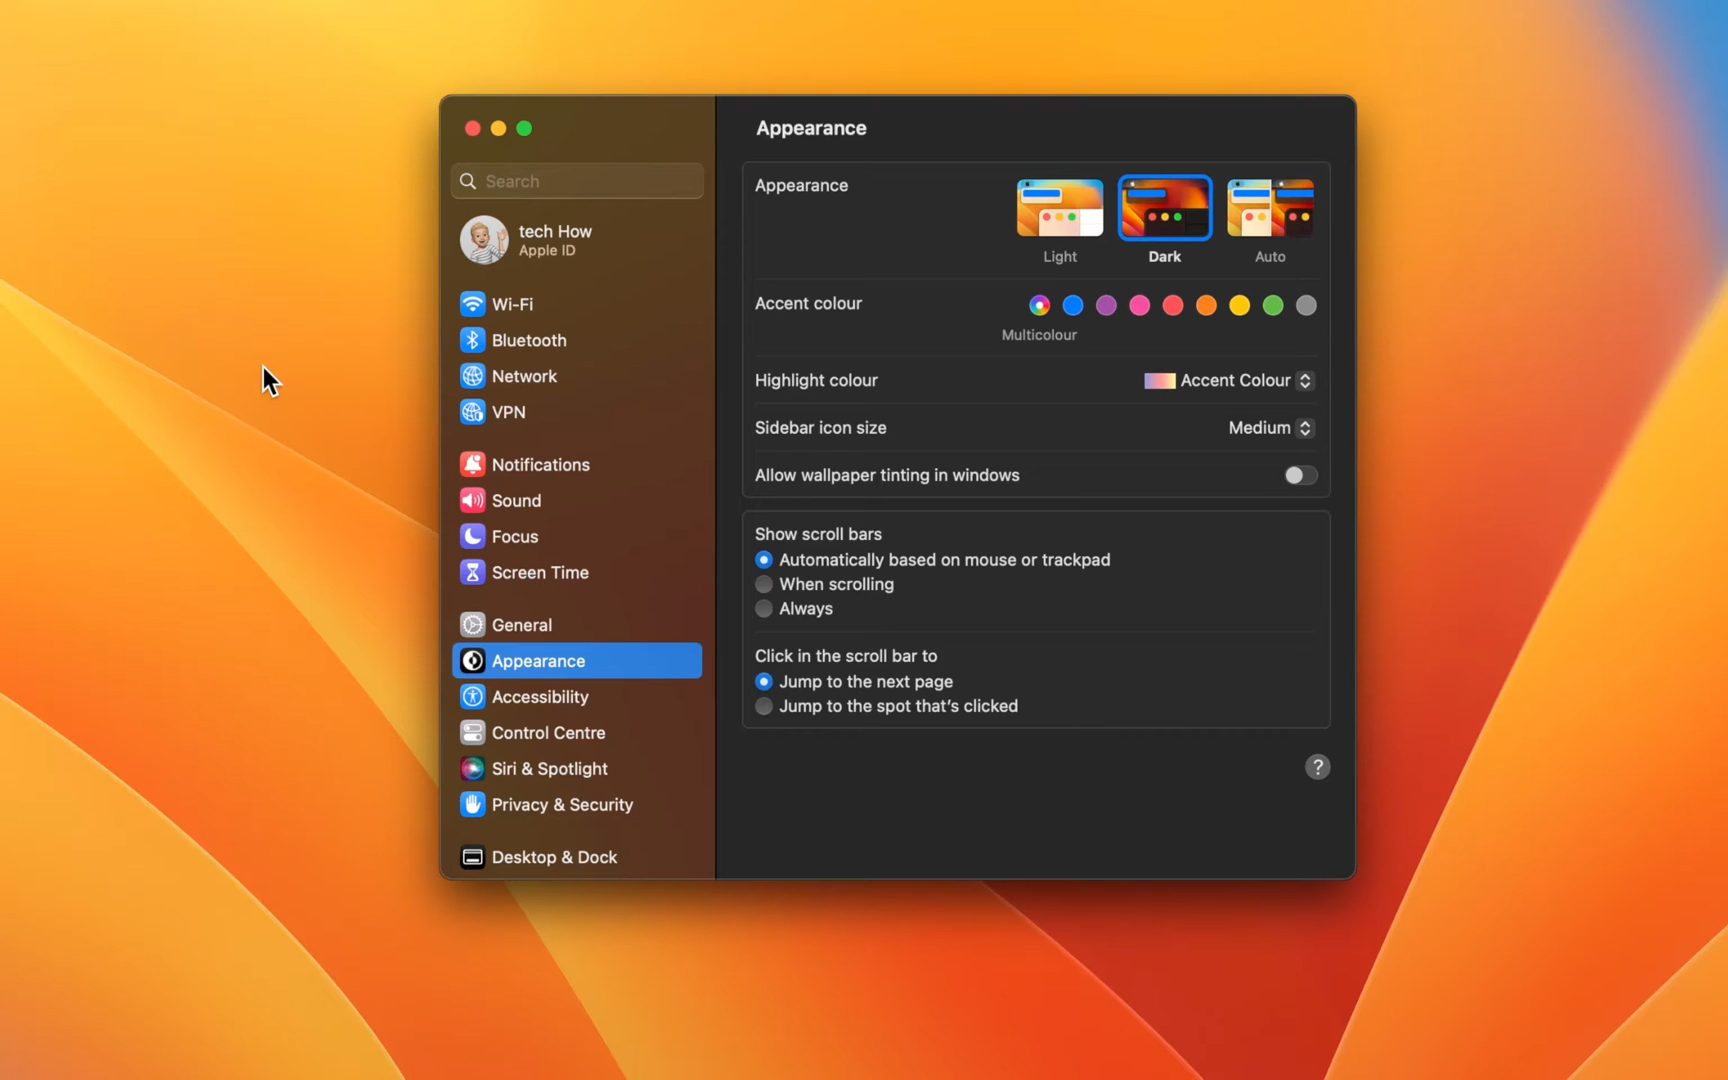 Search
tech How
Apple ID
Wi-Fi
Bluetooth
Network
VPN
Notifications
Sound
Focus
Screen Time
General
Appearance
Accessibility
Control Centre
Siri & Spotlight
Privacy & Security
Desktop & Dock
Appearance
Appearance
Light
Dark
Auto
Accent colour
Multicolour
Highlight colour
Accent Colour
Sidebar icon size
Medium
Allow wallpaper tinting in windows
Show scroll bars
Automatically based on mouse or trackpad
When scrolling
Always
Click in the scroll bar to
Jump to the next page
Jump to the spot that's clicked
?